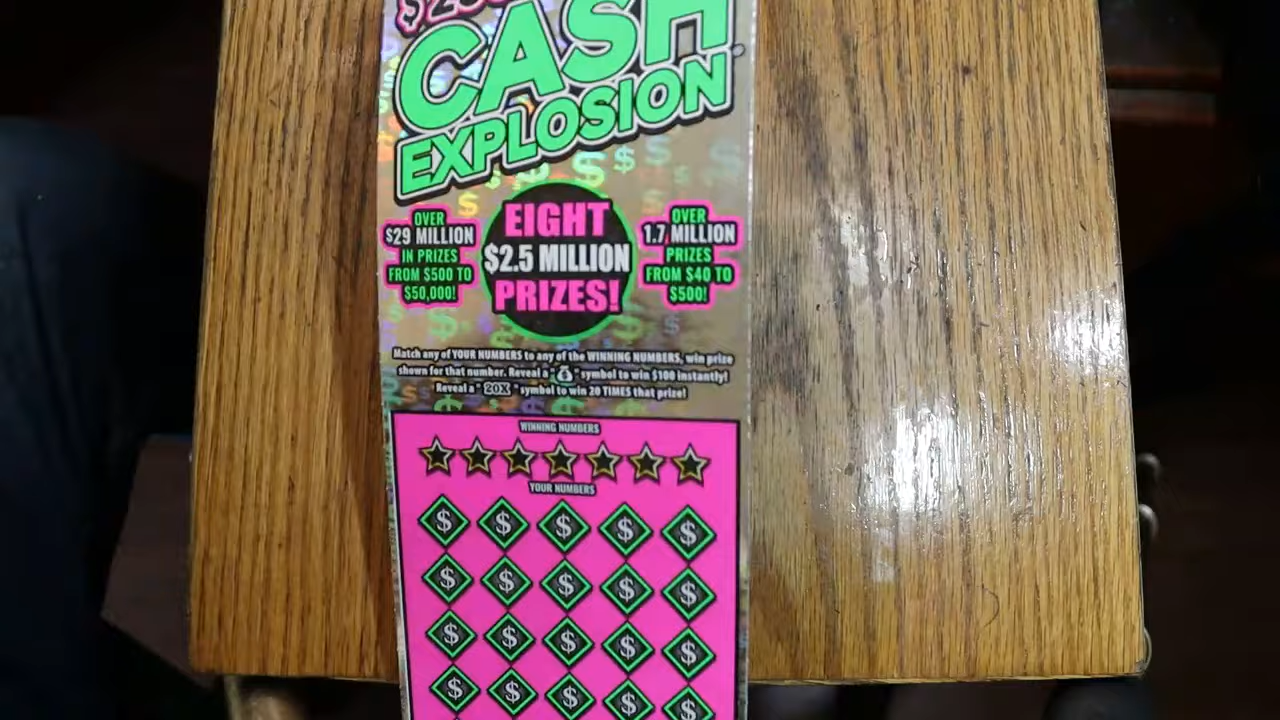 CASH
EXPLOSION
OVER
$29 MILLION
IN PRIZES
FROM $500 TO
$50,000!
EIGHT
$2.5 MILLION
PRIZES!
OVER
1.7 MILLION
PRIZES
FROM $40 TO
$500!
Match any of YOUR NUMBERS to any of the WINNING NUMBERS, win prize
shown for that number. Reveal a " " symbol to win $100 instantly!
Reveal a " 20X " symbol to win 20 TIMES that prize!
WINNING NUMBERS
YOUR NUMBERS
$ $ $ $ $
$ $ $ $ $
$ $ $ $ $
$ $ $ $ $